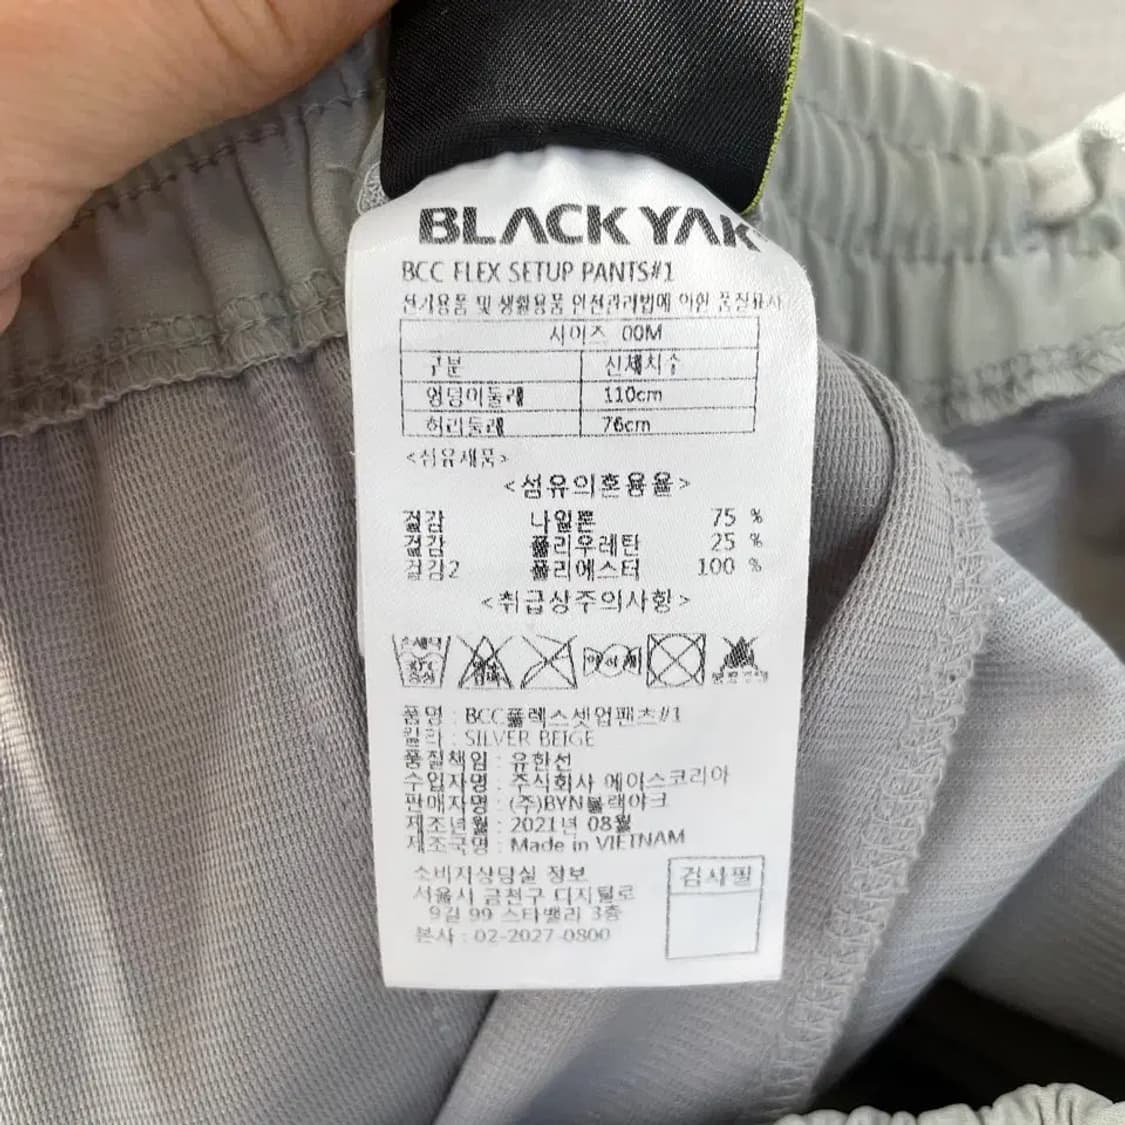 BLACK YAK
BCC FLEX SETUP PANTS#1
전기용품 및 생활용품 안전관리법에 의한 품질표시
사이즈 00M
구분 신체치수
엉덩이둘레 110cm
허리둘레 76cm
<섬유제품>
<섬유의혼용율>
겉감 나일론 75 %
겉감 폴리우레탄 25 %
겉감2 폴리에스터 100 %
<취급상주의사항>
손세탁
중성
품명 : BCC플렉스셋업팬츠#1
칼라 : SILVER BEIGE
품질책임 : 유한선
수입자명 : 주식회사 에이스코리아
판매자명 : (주)BYN블랙야크
제조년월 : 2021년 08월
제조국명 : Made in VIETNAM
소비자상담실 정보
서울시 금천구 디지털로
9길 99 스타밸리 3층
본사 : 02-2027-0800
검사필